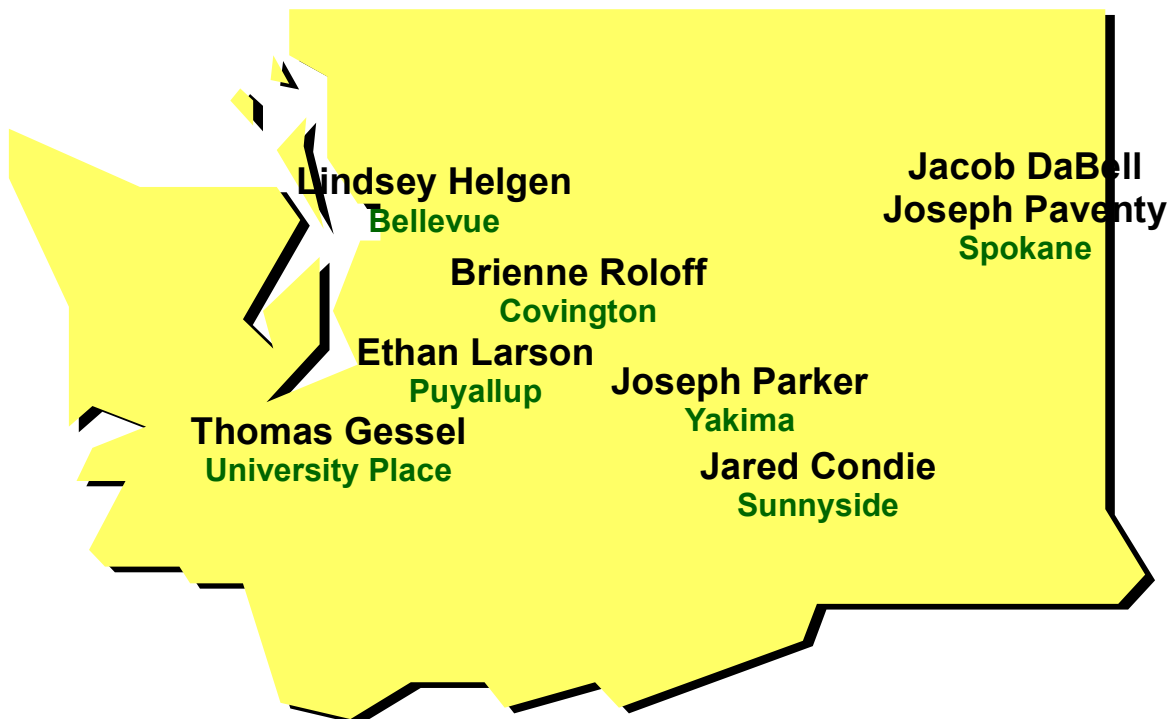 Lindsey Helgen
Bellevue
Jacob DaBell
Joseph Paventy
Spokane
Brienne Roloff
Covington
Ethan Larson
Puyallup
Joseph Parker
Yakima
Thomas Gessel
University Place
Jared Condie
Sunnyside